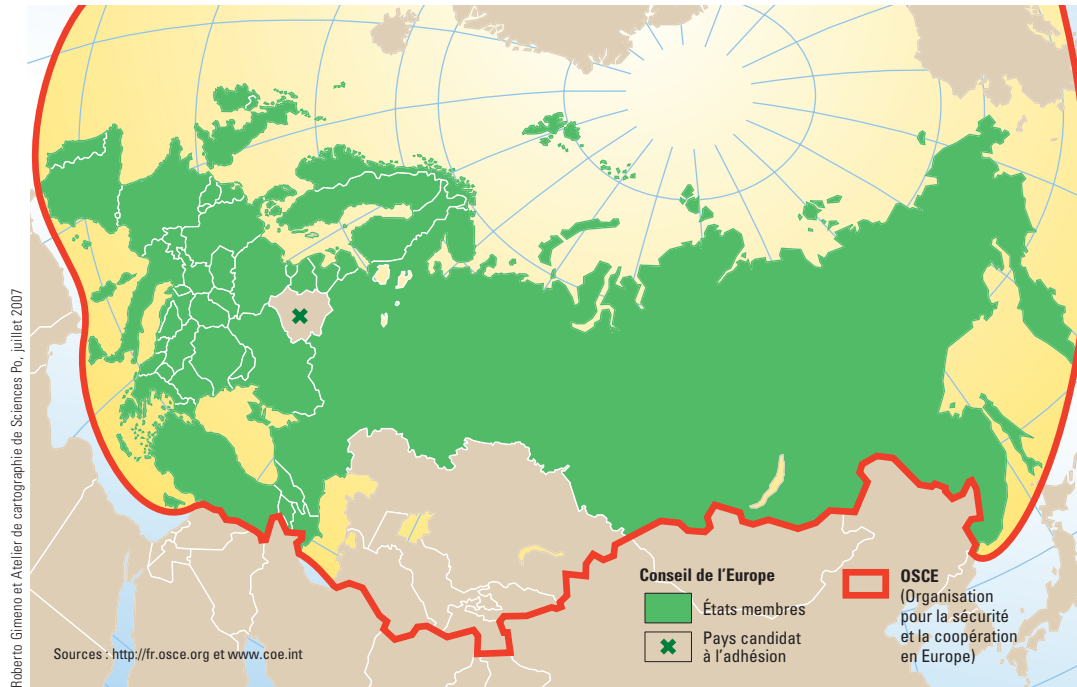 Roberto Gimeno et Atelier de cartographie de Sciences Po, juillet 2007
Sources : http://fr.osce.org et www.coe.int
Conseil de l'Europe
États membres
Pays candidat
à l'adhésion
OSCE
(Organisation
pour la sécurité
et la coopération
en Europe)